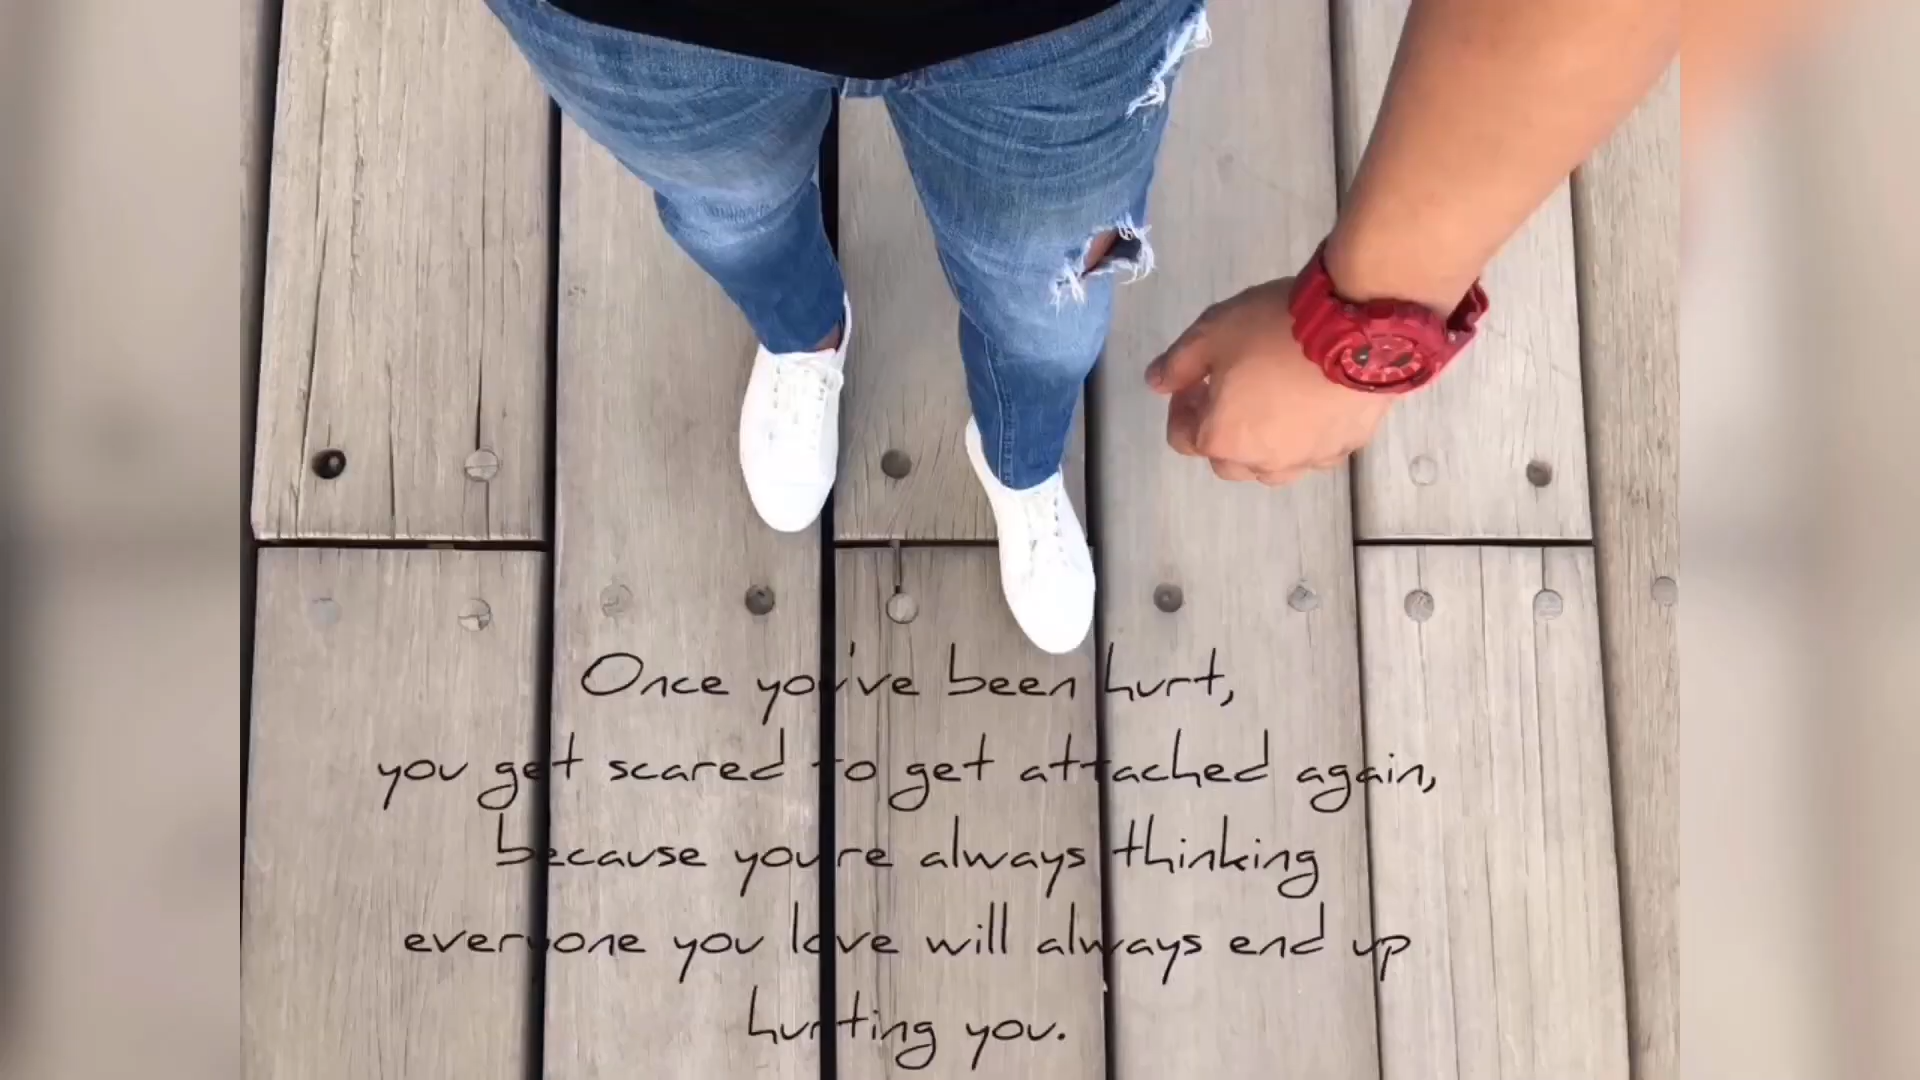 Once you've been hurt,
you get scared to get attached again,
because you're always thinking
everyone you love will always end up
hurting you.